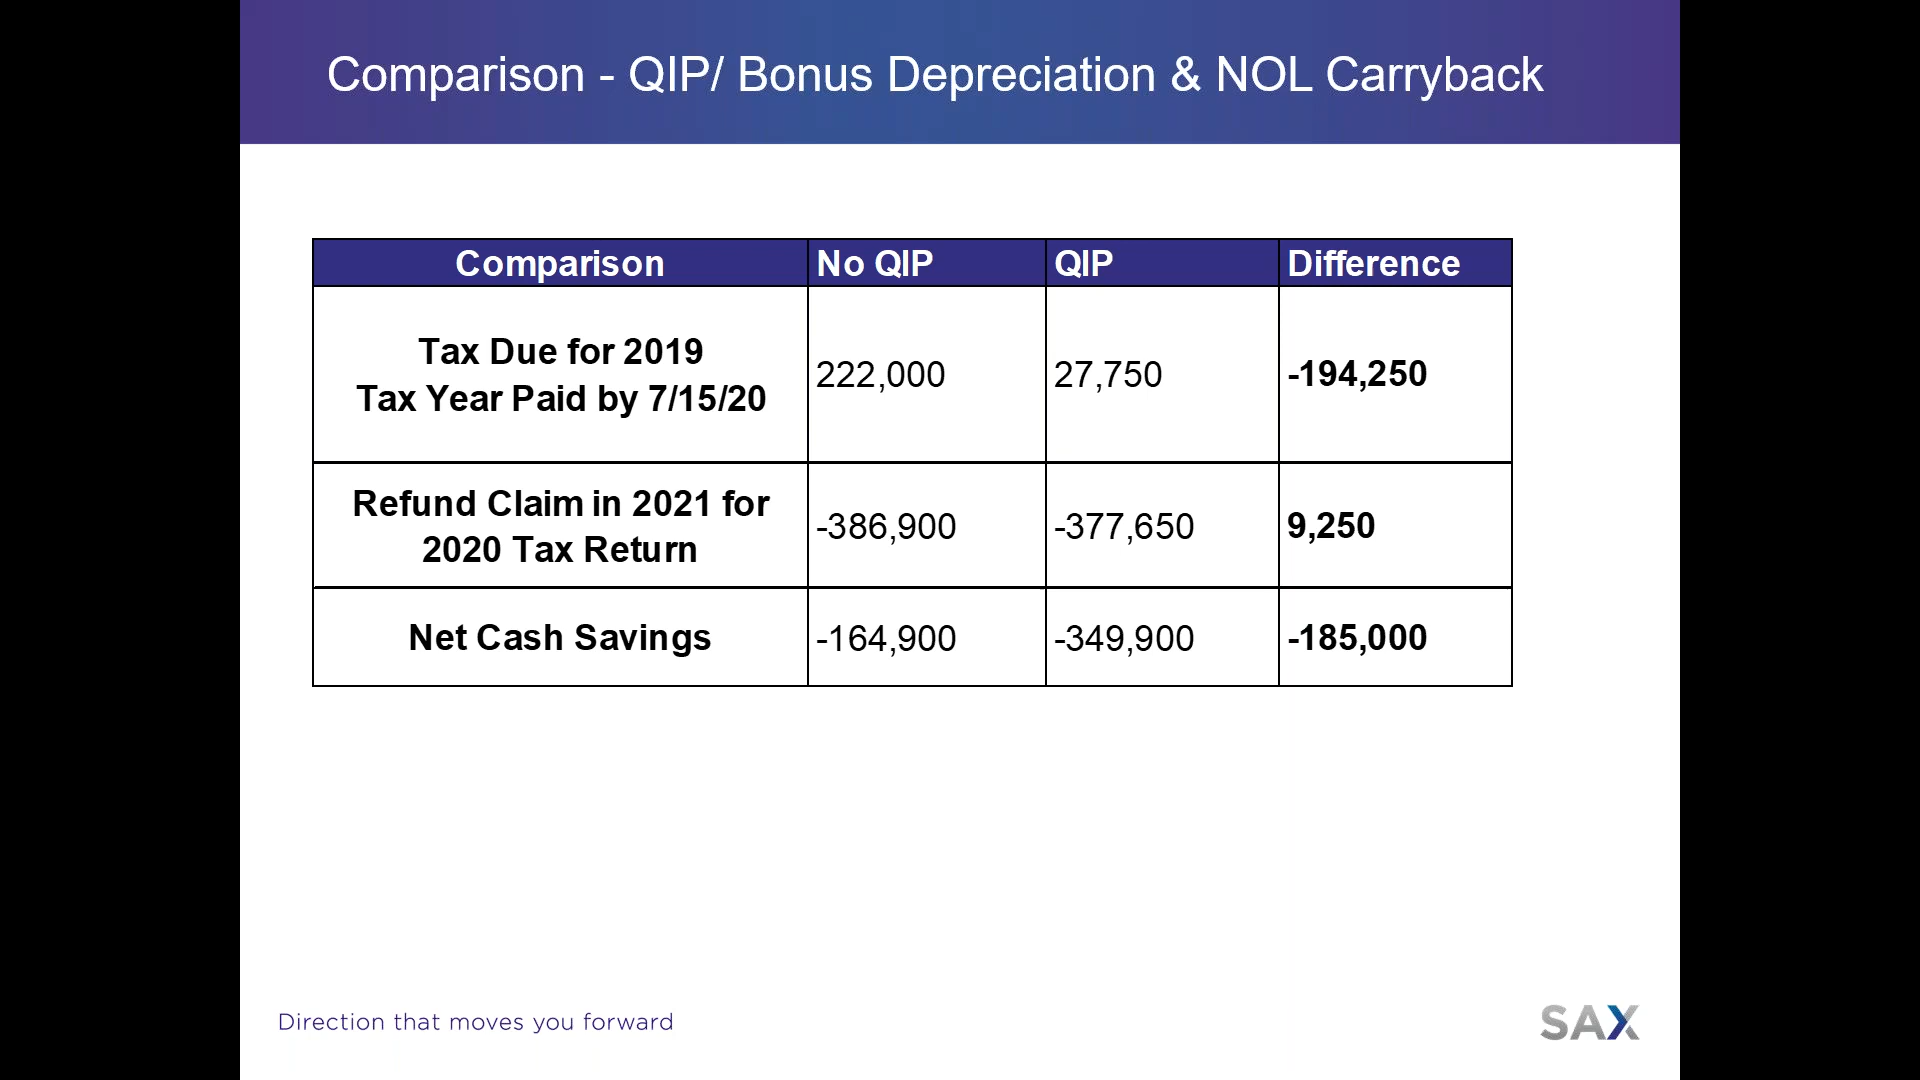 Comparison - QIP/ Bonus Depreciation & NOL Carryback
Comparison No QIP QIP Difference
Tax Due for 2019
Tax Year Paid by 7/15/20
222,000 27,750 -194,250
Refund Claim in 2021 for
2020 Tax Return
-386,900 -377,650 9,250
Net Cash Savings -164,900 -349,900 -185,000
Direction that moves you forward
SAX